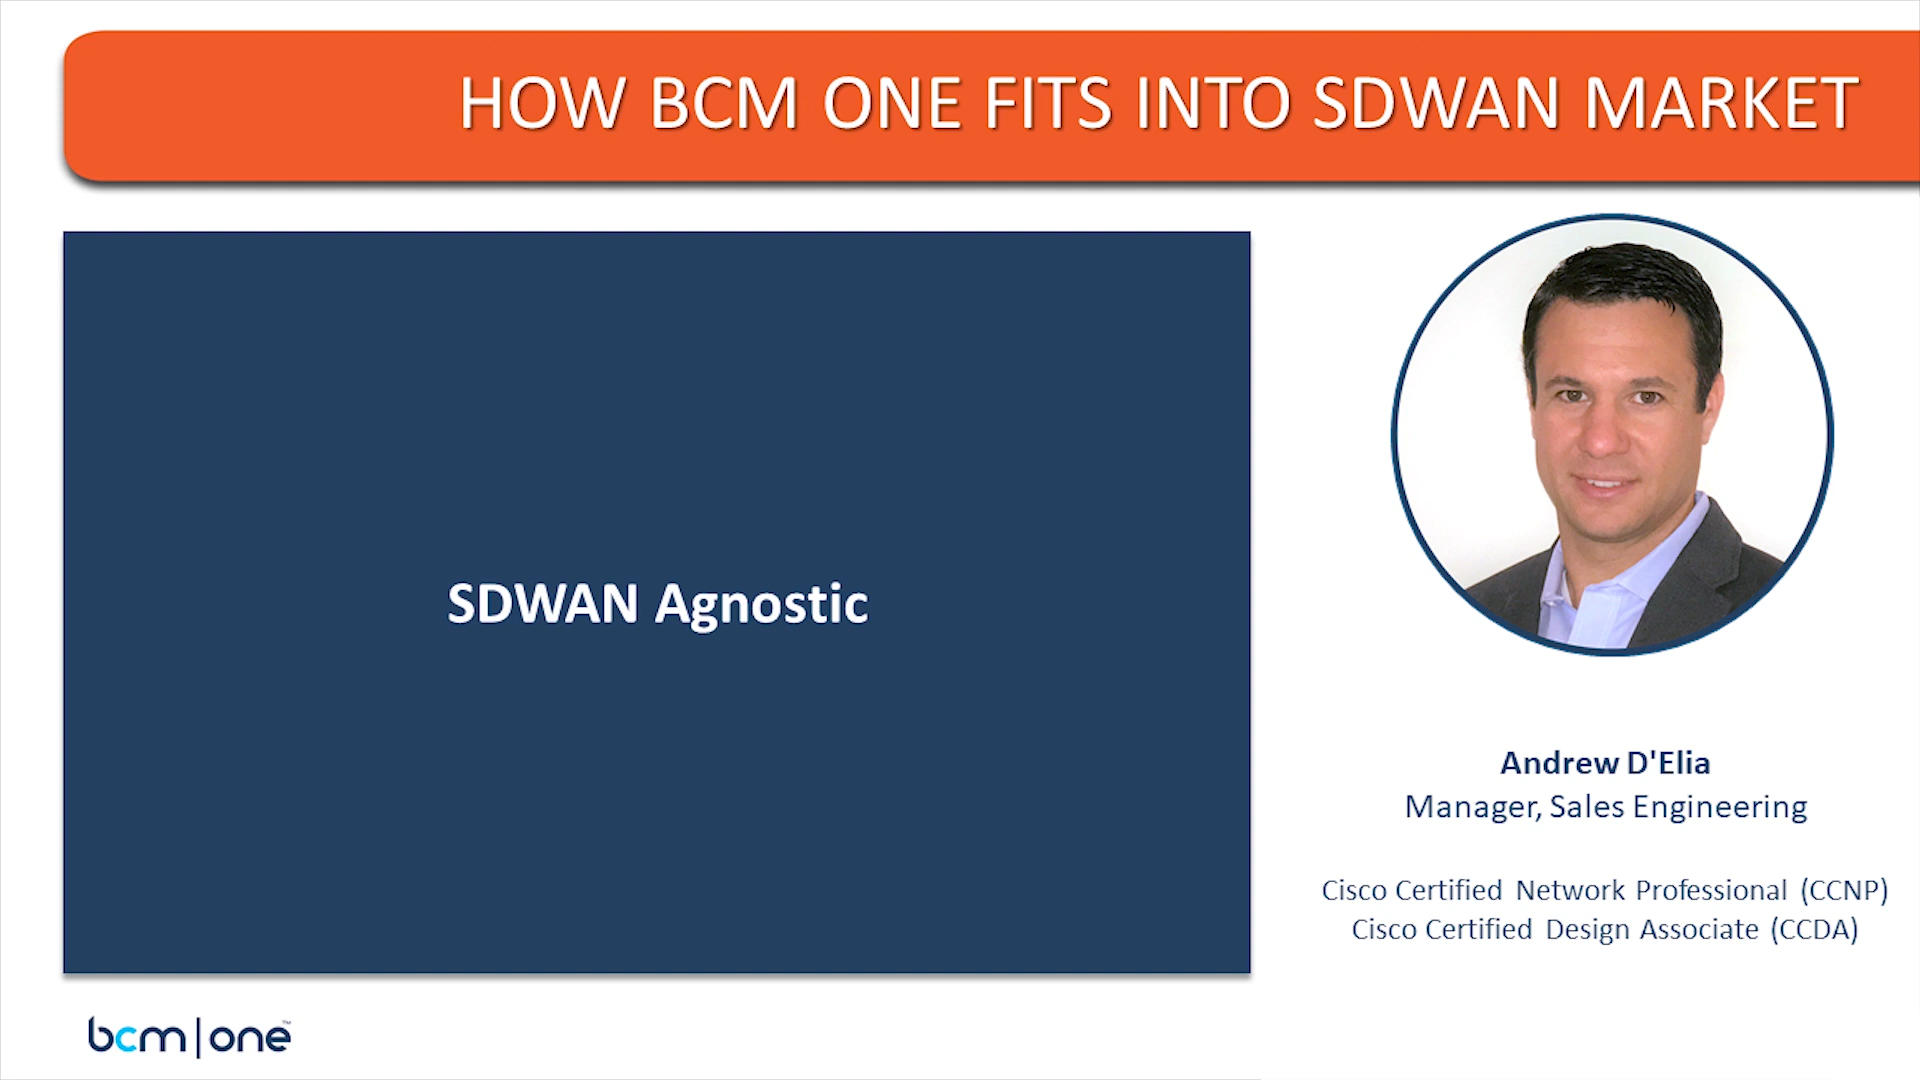 HOW BCM ONE FITS INTO SDWAN MARKET
SDWAN Agnostic
Andrew D'Elia
Manager, Sales Engineering
Cisco Certified Network Professional (CCNP)
Cisco Certified Design Associate (CCDA)
bcm|one™